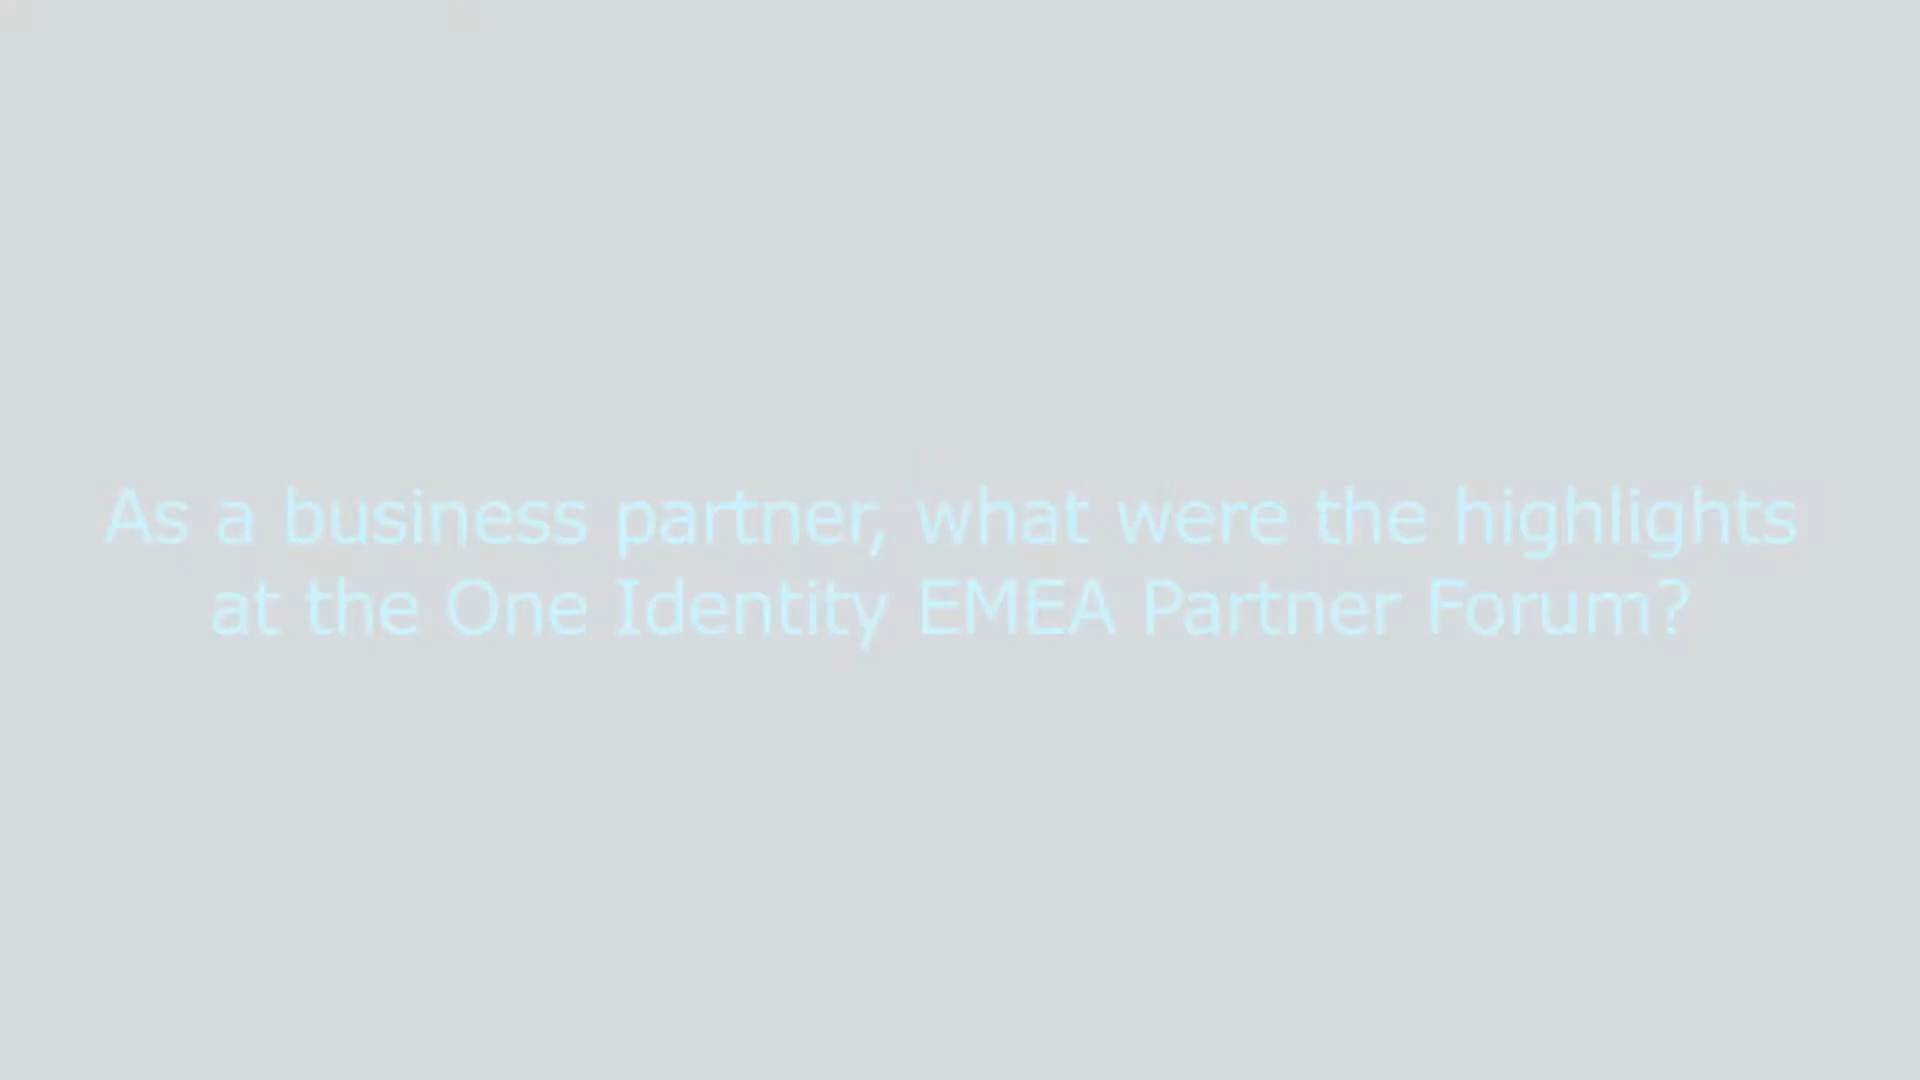 As a business partner, what were the highlights
at the One Identity EMEA Partner Forum?